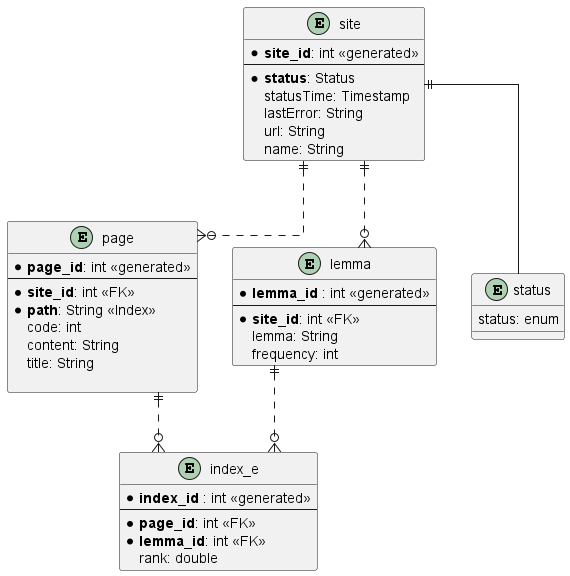 E site
site_id: int «generated»
status: Status
statusTime: Timestamp
lastError: String
url: String
name: String
E page
page_id: int «generated»
site_id: int «FK»
path: String «Index»
code: int
content: String
title: String
E lemma
lemma_id : int «generated»
site_id: int «FK»
lemma: String
frequency: int
E status
status: enum
E index_e
index_id : int «generated»
page_id: int «FK»
lemma_id: int «FK»
rank: double